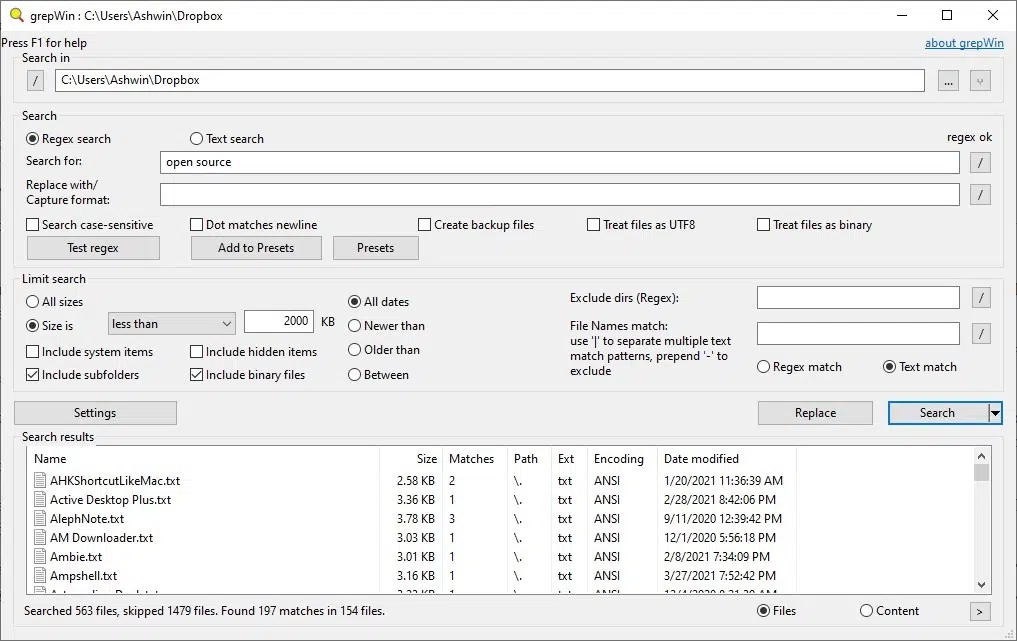 grepWin : C:\Users\Ashwin\Dropbox
Press F1 for help
about grepWin
Search in
/
C:\Users\Ashwin\Dropbox
...
Search
Regex search
Text search
regex ok
Search for:
open source
/
Replace with/
Capture format:
/
Search case-sensitive
Dot matches newline
Create backup files
Treat files as UTF8
Treat files as binary
Test regex
Add to Presets
Presets
Limit search
All sizes
Size is
less than
2000
KB
Include system items
Include hidden items
Include subfolders
Include binary files
All dates
Newer than
Older than
Between
Exclude dirs (Regex):
/
File Names match:
use '|' to separate multiple text
match patterns, prepend '-' to
exclude
/
Regex match
Text match
Settings
Replace
Search
Search results
Name Size Matches Path Ext Encoding Date modified
AHKShortcutLikeMac.txt 2.58 KB 2 \. txt ANSI 1/20/2021 11:36:39 AM
Active Desktop Plus.txt 3.36 KB 1 \. txt ANSI 2/28/2021 8:42:06 PM
AlephNote.txt 3.78 KB 3 \. txt ANSI 9/11/2020 12:39:42 PM
AM Downloader.txt 3.03 KB 1 \. txt ANSI 12/1/2020 5:56:18 PM
Ambie.txt 3.01 KB 1 \. txt ANSI 2/8/2021 7:34:09 PM
Ampshell.txt 3.16 KB 1 \. txt ANSI 3/27/2021 7:52:42 PM
Searched 563 files, skipped 1479 files. Found 197 matches in 154 files.
Files
Content
>